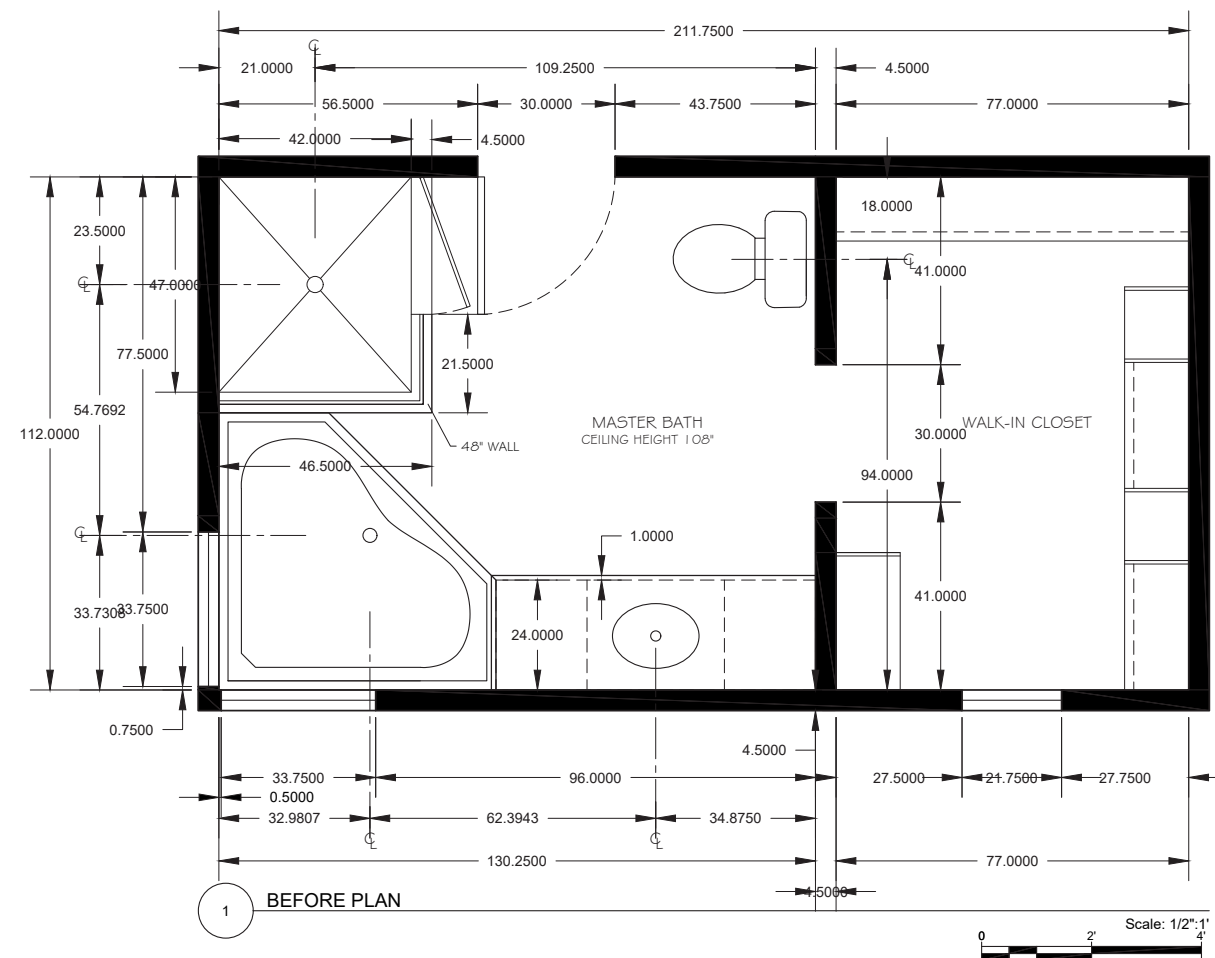 211.7500
21.0000 109.2500 4.5000
56.5000 30.0000 43.7500 77.0000
42.0000 4.5000
18.0000
23.5000
41.0000
47.0000
77.5000
21.5000
54.7692
MASTER BATH
CEILING HEIGHT 108"
WALK-IN CLOSET
112.0000
30.0000
48" WALL
46.5000
94.0000
1.0000
33.7308
33.7500
41.0000
24.0000
0.7500
4.5000
33.7500 96.0000 27.5000 21.7500 27.7500
0.5000
32.9807 62.3943 34.8750
130.2500 77.0000
4.5000
1 BEFORE PLAN
Scale: 1/2":1'
0 2' 4'